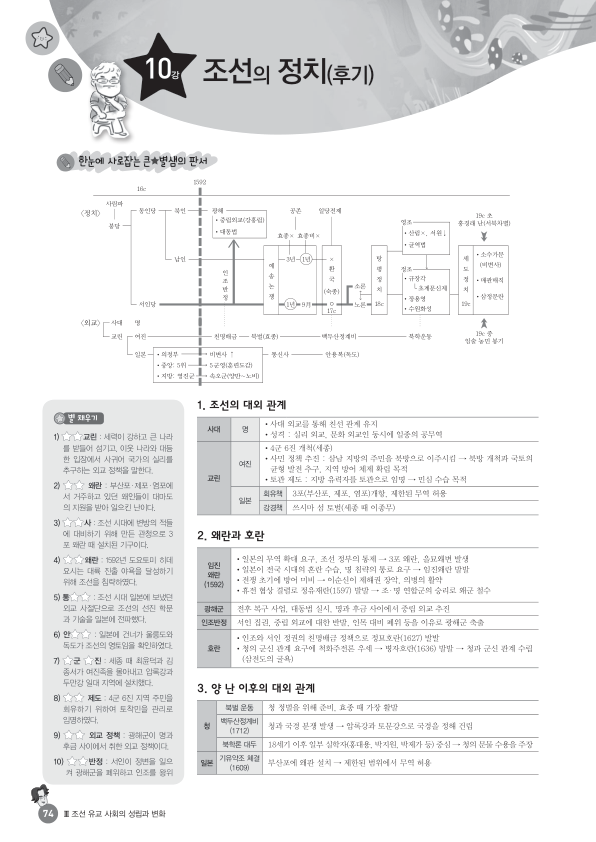 10강 조선의 정치(후기)
한눈에 사로잡는 큰★별쌤의 판서
1592
16c
〈정치〉
사림파
붕당
동인당
북인
광해
• 중립외교(강홍립)
• 대동법
남인
서인당
인조반정
공존
일당전제
효종×
효종비×
예송논쟁
3년
1년
1년
9月
×
환국
(숙종)
17c
소론
노론
탕평정치
18c
영조
• 산림×, 서원↓
• 균역법
정조
• 규장각
초계문신제
• 장용영
• 수원화성
19c 초
홍경래 난(서북차별)
세도정치
19c
• 소수가문
(비변사)
• 매관매직
• 삼정문란
19c 중
임술 농민 봉기
〈외교〉
사대 명
교린 여진 친명배금 북벌(효종) 백두산정계비 북학운동
일본
• 의정부 → 비변사 ↑
• 중앙: 5위 → 5군영(훈련도감)
• 지방: 영진군 → 속오군(양반~노비)
통신사 안용복(독도)
별 채우기
1) ☆☆교린 : 세력이 강하고 큰 나라
를 받들어 섬기고, 이웃 나라와 대등
한 입장에서 사귀어 국가의 실리를
추구하는 외교 정책을 말한다.
2) ☆☆ 왜란 : 부산포·제포·염포에
서 거주하고 있던 왜인들이 대마도
의 지원을 받아 일으킨 난이다.
3) ☆☆사 : 조선 시대에 변방의 적들
에 대비하기 위해 만든 관청으로 3
포 왜란 때 설치된 기구이다.
4) ☆☆왜란 : 1592년 도요토미 히데
요시는 대륙 진출 야욕을 달성하기
위해 조선을 침략하였다.
5) 통☆☆ : 조선 시대 일본에 보냈던
외교 사절단으로 조선의 선진 학문
과 기술을 일본에 전파했다.
6) 안☆☆ : 일본에 건너가 울릉도와
독도가 조선의 영토임을 확인하였다.
7) ☆군 ☆진 : 세종 때 최윤덕과 김
종서가 여진족을 몰아내고 압록강과
두만강 일대 지역에 설치했다.
8) ☆☆ 제도 : 4군 6진 지역 주민을
회유하기 위하여 토착민을 관리로
임명하였다.
9) ☆☆ 외교 정책 : 광해군이 명과
후금 사이에서 취한 외교 정책이다.
10) ☆☆반정 : 서인이 정변을 일으
켜 광해군을 폐위하고 인조를 왕위
1. 조선의 대외 관계
사대 명
• 사대 외교를 통해 친선 관계 유지
• 성격 : 실리 외교, 문화 외교인 동시에 일종의 공무역
교린 여진
• 4군 6진 개척(세종)
• 사민 정책 추진 : 삼남 지방의 주민을 북방으로 이주시킴 → 북방 개척과 국토의
균형 발전 추구, 지역 방어 체제 확립 목적
• 토관 제도 : 지방 유력자를 토관으로 임명 → 민심 수습 목적
일본
회유책 3포(부산포, 제포, 염포)개항, 제한된 무역 허용
강경책 쓰시마 섬 토벌(세종 때 이종무)
2. 왜란과 호란
임진
왜란
(1592)
• 일본의 무역 확대 요구, 조선 정부의 통제 → 3포 왜란, 을묘왜변 발생
• 일본이 전국 시대의 혼란 수습, 명 침략의 통로 요구 → 임진왜란 발발
• 전쟁 초기에 방어 미비 → 이순신이 제해권 장악, 의병의 활약
• 휴전 협상 결렬로 정유재란(1597) 발발 → 조·명 연합군의 승리로 왜군 철수
광해군 전후 복구 사업, 대동법 실시, 명과 후금 사이에서 중립 외교 추진
인조반정 서인 집권, 중립 외교에 대한 반발, 인목 대비 폐위 등을 이유로 광해군 축출
호란
• 인조와 서인 정권의 친명배금 정책으로 정묘호란(1627) 발발
• 청의 군신 관계 요구에 척화주전론 우세 → 병자호란(1636) 발발 → 청과 군신 관계 수립
(삼전도의 굴욕)
3. 양 난 이후의 대외 관계
청
북벌 운동 청 정벌을 위해 준비, 효종 때 가장 활발
백두산정계비
(1712)
청과 국경 분쟁 발생 → 압록강과 토문강으로 국경을 정해 건립
북학론 대두 18세기 이후 일부 실학자(홍대용, 박지원, 박제가 등) 중심 → 청의 문물 수용을 주장
일본
기유약조 체결
(1609)
부산포에 왜관 설치 → 제한된 범위에서 무역 허용
74 Ⅲ 조선 유교 사회의 성립과 변화